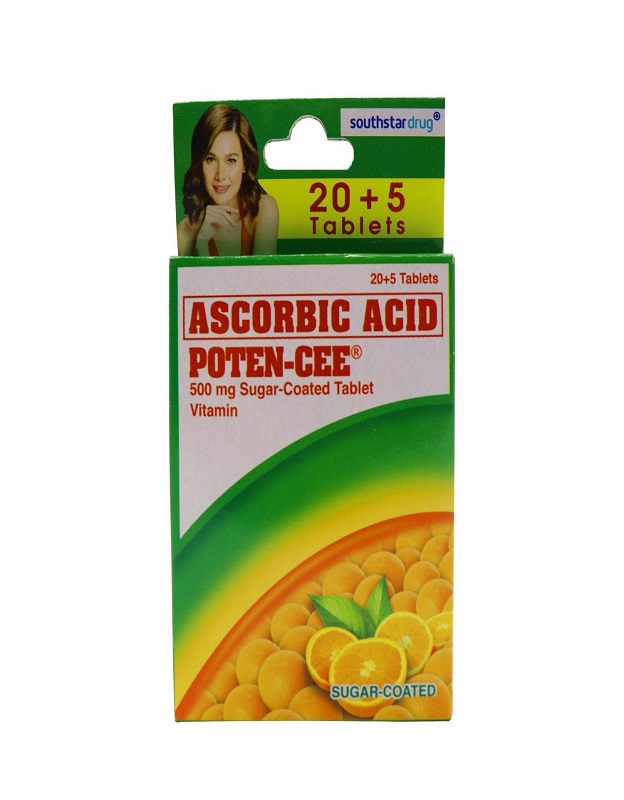 southstardrug®
20 + 5
Tablets
20+5 Tablets
ASCORBIC ACID
POTEN-CEE®
500 mg Sugar-Coated Tablet
Vitamin
SUGAR-COATED